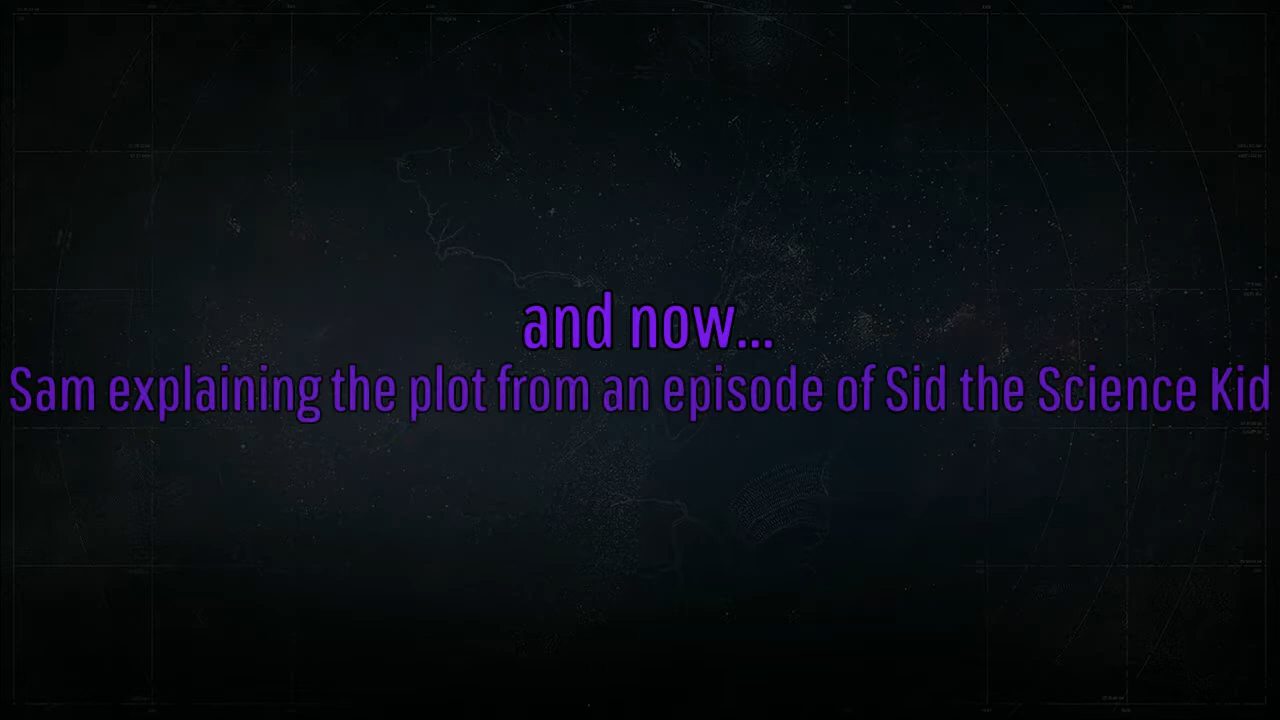 and now...
Sam explaining the plot from an episode of Sid the Science Kid